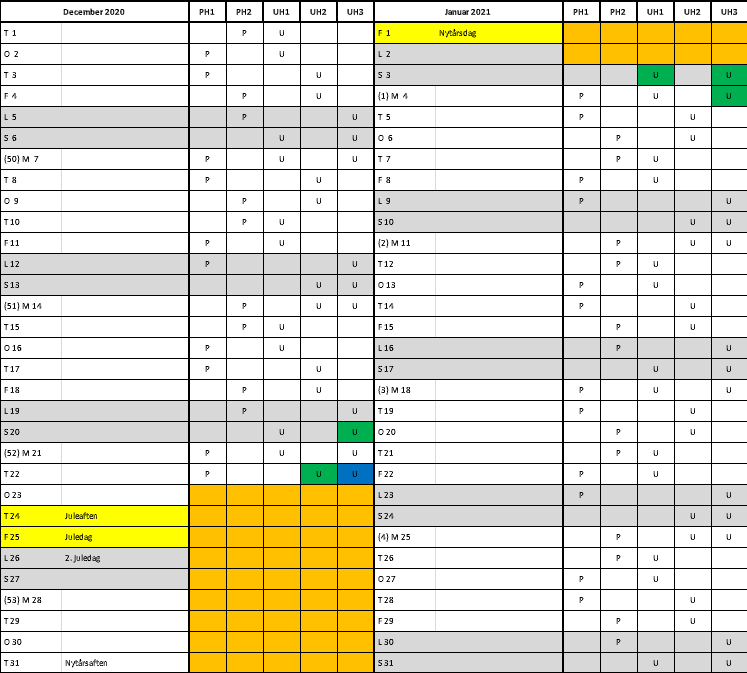 December 2020 PH1 PH2 UH1 UH2 UH3 Januar 2021 PH1 PH2 UH1 UH2 UH3
T 1 P U F 1 Nytårsdag
O 2 P U L 2
T 3 P U S 3 U U
F 4 P U (1) M 4 P U U
L 5 P U T 5 P U
S 6 U U O 6 P U
(50) M 7 P U U T 7 P U
T 8 P U F 8 P U
O 9 P U L 9 P U
T 10 P U S 10 U U
F 11 P U (2) M 11 P U U
L 12 P U T 12 P U
S 13 U U O 13 P U
(51) M 14 P U U T 14 P U
T 15 P U F 15 P U
O 16 P U L 16 P U
T 17 P U S 17 U U
F 18 P U (3) M 18 P U U
L 19 P U T 19 P U
S 20 U U O 20 P U
(52) M 21 P U U T 21 P U
T 22 P U U F 22 P U
O 23 L 23 P U
T 24 Juleaften S 24 U U
F 25 Juledag (4) M 25 P U U
L 26 2. Juledag T 26 P U
S 27 O 27 P U
(53) M 28 T 28 P U
T 29 F 29 P U
O 30 L 30 P U
T 31 Nytårsaften S 31 U U